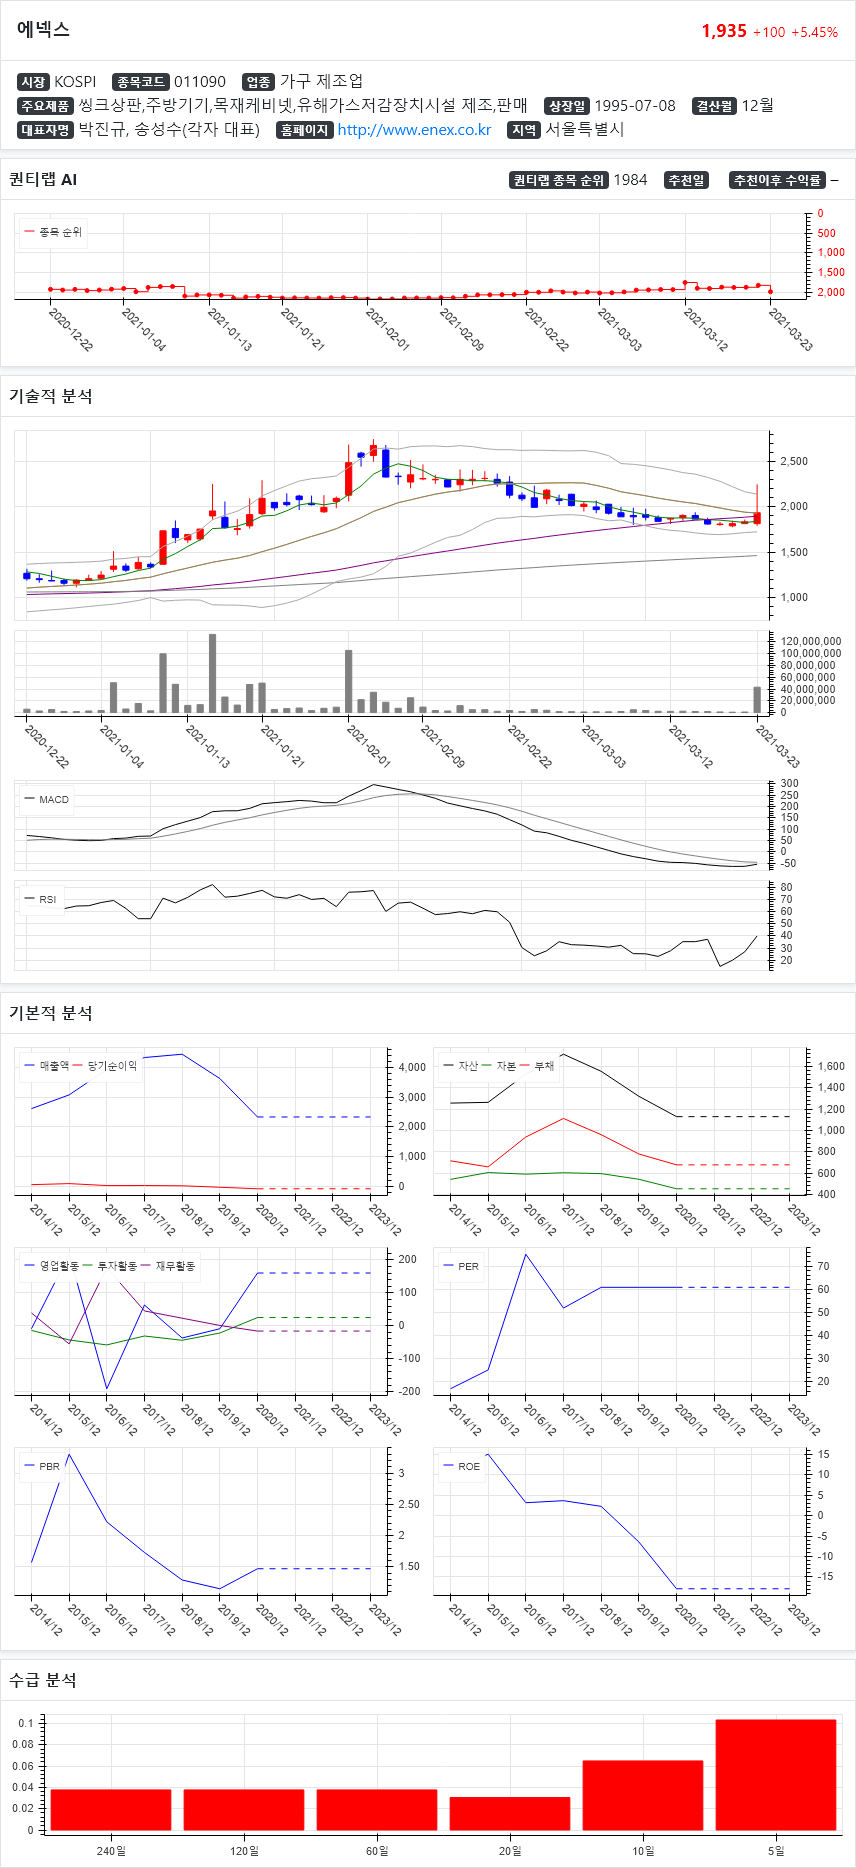 에넥스
1,935 +100 +5.45%
시장 KOSPI 종목코드 011090 업종 가구 제조업
주요제품 씽크상판,주방기기,목재케비넷,유해가스저감장치시설 제조,판매 상장일 1995-07-08 결산월 12월
대표자명 박진규, 송성수(각자 대표) 홈페이지 http://www.enex.co.kr 지역 서울특별시
퀀티랩 AI
퀀티랩 종목 순위 1984 추천일 추천이후 수익률 –
종목 순위
0
500
1,000
1,500
2,000
2020-12-22 2021-01-04 2021-01-13 2021-01-21 2021-02-01 2021-02-09 2021-02-22 2021-03-03 2021-03-12 2021-03-23
기술적 분석
2,500
2,000
1,500
1,000
120,000,000
100,000,000
80,000,000
60,000,000
40,000,000
20,000,000
0
2020-12-22 2021-01-04 2021-01-13 2021-01-21 2021-02-01 2021-02-09 2021-02-22 2021-03-03 2021-03-12 2021-03-23
MACD
300
250
200
150
100
50
0
-50
RSI
80
70
60
50
40
30
20
기본적 분석
매출액 당기순이익
4,000
3,000
2,000
1,000
0
2014/12 2015/12 2016/12 2017/12 2018/12 2019/12 2020/12 2021/12 2022/12 2023/12
자산 자본 부채
1,600
1,400
1,200
1,000
800
600
400
2014/12 2015/12 2016/12 2017/12 2018/12 2019/12 2020/12 2021/12 2022/12 2023/12
영업활동 투자활동 재무활동
200
100
0
-100
-200
2014/12 2015/12 2016/12 2017/12 2018/12 2019/12 2020/12 2021/12 2022/12 2023/12
PER
70
60
50
40
30
20
2014/12 2015/12 2016/12 2017/12 2018/12 2019/12 2020/12 2021/12 2022/12 2023/12
PBR
3
2.50
2
1.50
2014/12 2015/12 2016/12 2017/12 2018/12 2019/12 2020/12 2021/12 2022/12 2023/12
ROE
15
10
5
0
-5
-10
-15
2014/12 2015/12 2016/12 2017/12 2018/12 2019/12 2020/12 2021/12 2022/12 2023/12
수급 분석
0.1
0.08
0.06
0.04
0.02
0
240일 120일 60일 20일 10일 5일